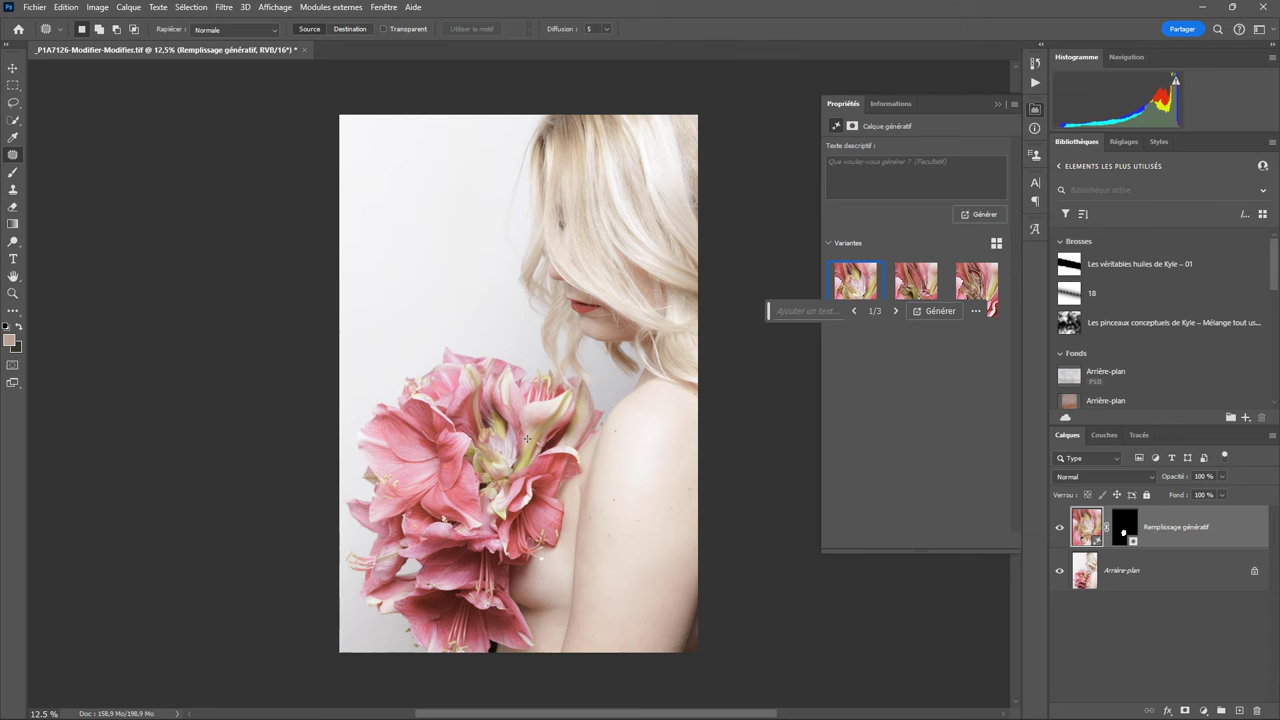 Ps
Fichier Edition Image Calque Texte Sélection Filtre 3D Affichage Modules externes Fenêtre Aide
Rapiécer : Normale Source Destination Transparent Utiliser le motif Diffusion : 5 Partager
_P1A7126-Modifier-Modifier.tif @ 12,5% (Remplissage génératif, RVB/16*) * ×
Histogramme Navigation
Propriétés Informations
Calque génératif
Texte descriptif :
Que voulez-vous générer ? (Facultatif)
Générer
Variantes
Ajouter un text... 1/3 Générer ...
Bibliothèques Réglages Styles
ELEMENTS LES PLUS UTILISÉS
Bibliothèque active
Brosses
Les véritables huiles de Kyle – 01
18
Les pinceaux conceptuels de Kyle – Mélange tout us...
Fonds
Arrière-plan
PSD
Arrière-plan
Calques Couches Tracés
Type
Normal Opacité : 100 %
Verrou : Fond : 100 %
Remplissage génératif
Arrière-plan
12.5 % Doc : 158,9 Mo/198,9 Mo